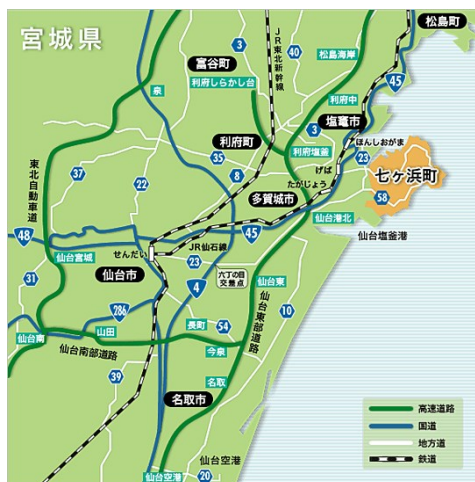 宮城県
松島町
3
40
JR東北新幹線
松島海岸
富谷町
45
利府しらかし台
利府中
泉
塩竈市
ほんしおがま
利府町
3
利府塩釜
35
げば
23
七ヶ浜町
8
37
東北自動車道
22
たがじょう
多賀城市
58
仙台港北
48
45
仙台塩釜港
仙台宮城
せんだい
JR仙石線
23
六丁の目
交差点
仙台東
仙台市
31
4
286
仙台東部道路
10
山田
長町
54
仙台南
仙台南部道路
今泉
39
名取
名取市
高速道路
国道
地方道
鉄道
仙台空港
仙台空港
20